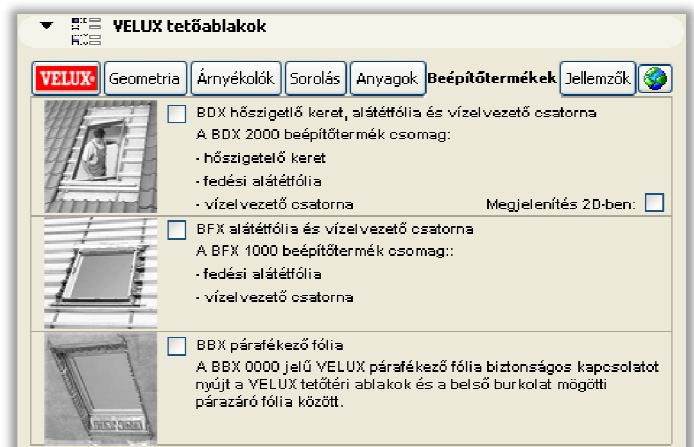 VELUX tetőablakok
VELUX Geometria Árnyékolók Sorolás Anyagok Beépítőtermékek Jellemzők
BDX hőszigetlő keret, alátétfólia és vízelvezető csatorna
A BDX 2000 beépítőtermék csomag:
- hőszigetelő keret
- fedési alátétfólia
- vízelvezető csatorna Megjelenítés 2D-ben:
BFX alátétfólia és vízelvezető csatorna
A BFX 1000 beépítőtermék csomag::
- fedési alátétfólia
- vízelvezető csatorna
BBX párafékező fólia
A BBX 0000 jelű VELUX párafékező fólia biztonságos kapcsolatot
nyújt a VELUX tetőtéri ablakok és a belső burkolat mögötti
párazáró fólia között.